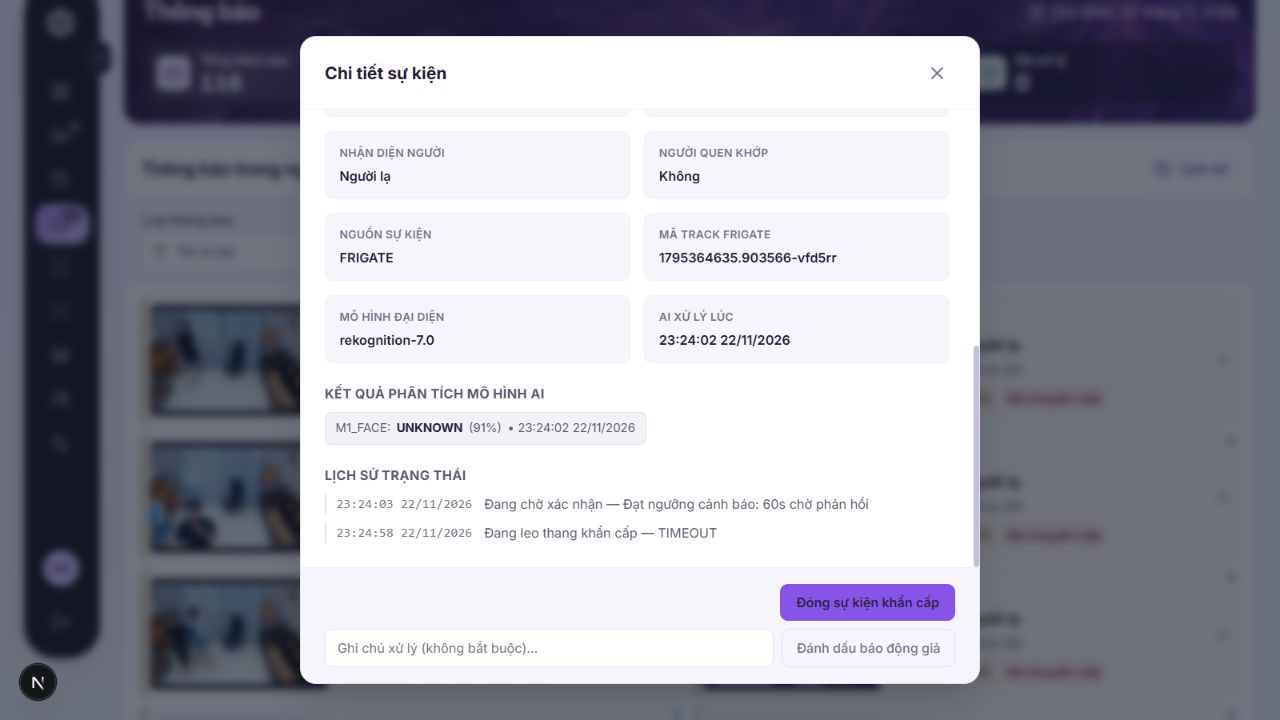 Thông báo
116
0
Chi tiết sự kiện
NHẬN DIỆN NGƯỜI
Người lạ
NGƯỜI QUEN KHỚP
Không
NGUỒN SỰ KIỆN
FRIGATE
MÃ TRACK FRIGATE
1795364635.903566-vfd5rr
MÔ HÌNH ĐẠI DIỆN
rekognition-7.0
AI XỬ LÝ LÚC
23:24:02 22/11/2026
KẾT QUẢ PHÂN TÍCH MÔ HÌNH AI
M1_FACE: UNKNOWN (91%) • 23:24:02 22/11/2026
LỊCH SỬ TRẠNG THÁI
23:24:03 22/11/2026 Đang chờ xác nhận — Đạt ngưỡng cảnh báo: 60s chờ phản hồi
23:24:58 22/11/2026 Đang leo thang khẩn cấp — TIMEOUT
Đóng sự kiện khẩn cấp
Ghi chú xử lý (không bắt buộc)...
Đánh dấu báo động giả
N